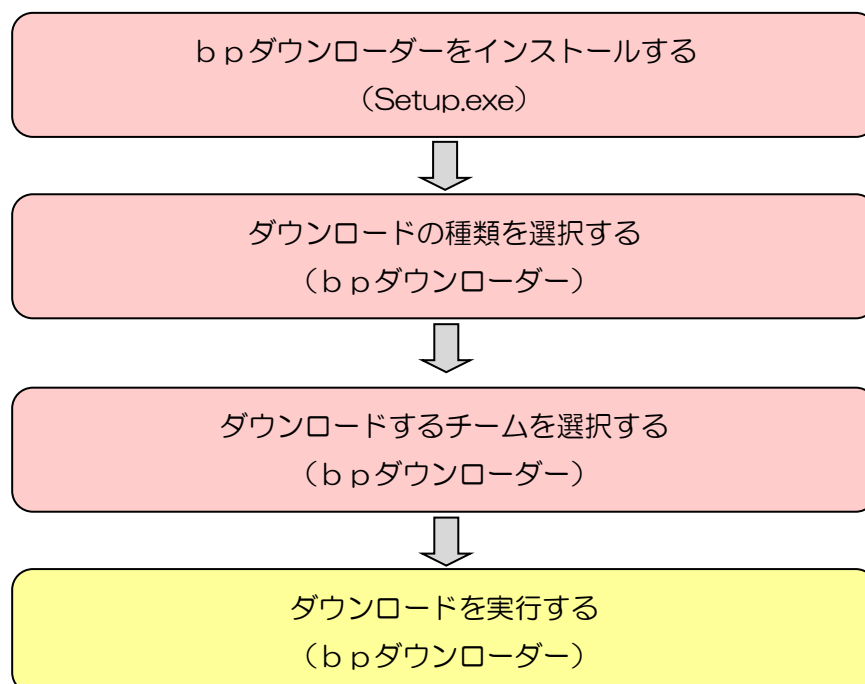 ｂｐダウンローダーをインストールする
（Setup.exe）
ダウンロードの種類を選択する
（ｂｐダウンローダー）
ダウンロードするチームを選択する
（ｂｐダウンローダー）
ダウンロードを実行する
（ｂｐダウンローダー）